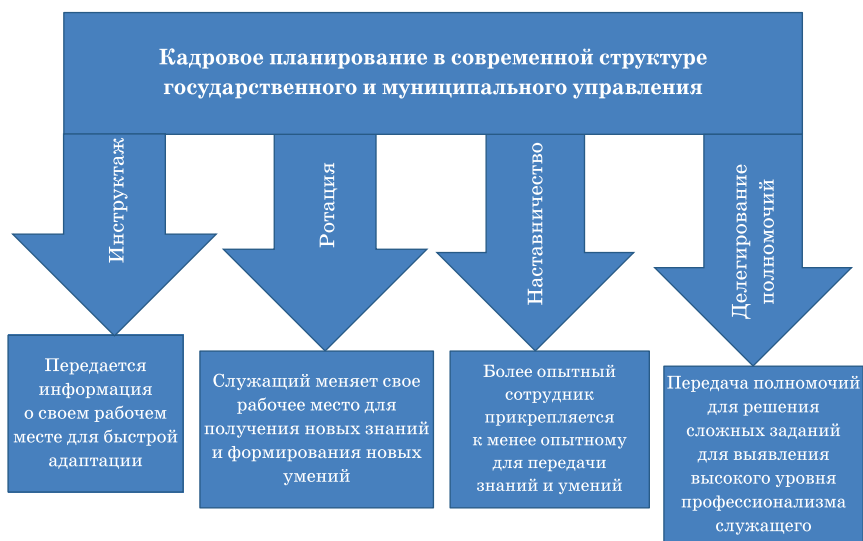 Кадровое планирование в современной структуре
государственного и муниципального управления
Инструктаж
Ротация
Наставничество
Делегирование
полномочий
Передается
информация
о своем рабочем
месте для быстрой
адаптации
Служащий меняет свое
рабочее место для
получения новых знаний
и формирования новых
умений
Более опытный
сотрудник
прикрепляется
к менее опытному
для передачи
знаний и умений
Передача полномочий
для решения
сложных заданий
для выявления
высокого уровня
профессионализма
служащего